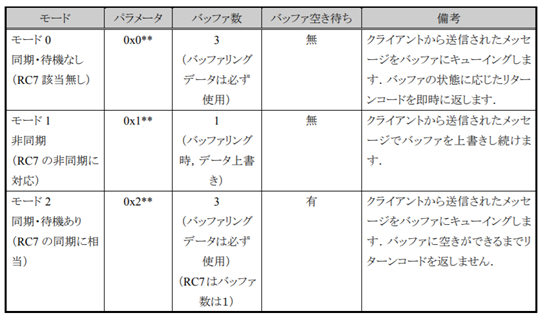 モード
パラメータ
バッファ数
バッファ空き待ち
備考
モード 0
同期・待機なし
(RC7 該当無し)
0x0**
3
(バッファリング
データは必ず
使用)
無
クライアントから送信されたメッセ
ージをバッファにキューイングしま
す．バッファの状態に応じたリター
ンコードを即時に返します．
モード 1
非同期
(RC7 の非同期に
対応)
0x1**
1
(バッファリング
時，データ上書
き)
無
クライアントから送信されたメッセ
ージでバッファを上書きし続けま
す．
モード 2
同期・待機あり
(RC7 の同期に相
当)
0x2**
3
(バッファリング
データは必ず
使用)
(RC7はバッファ
数は1)
有
クライアントから送信されたメッセ
ージをバッファにキューイングしま
す．バッファに空きができるまでリ
ターンコードを返しません．